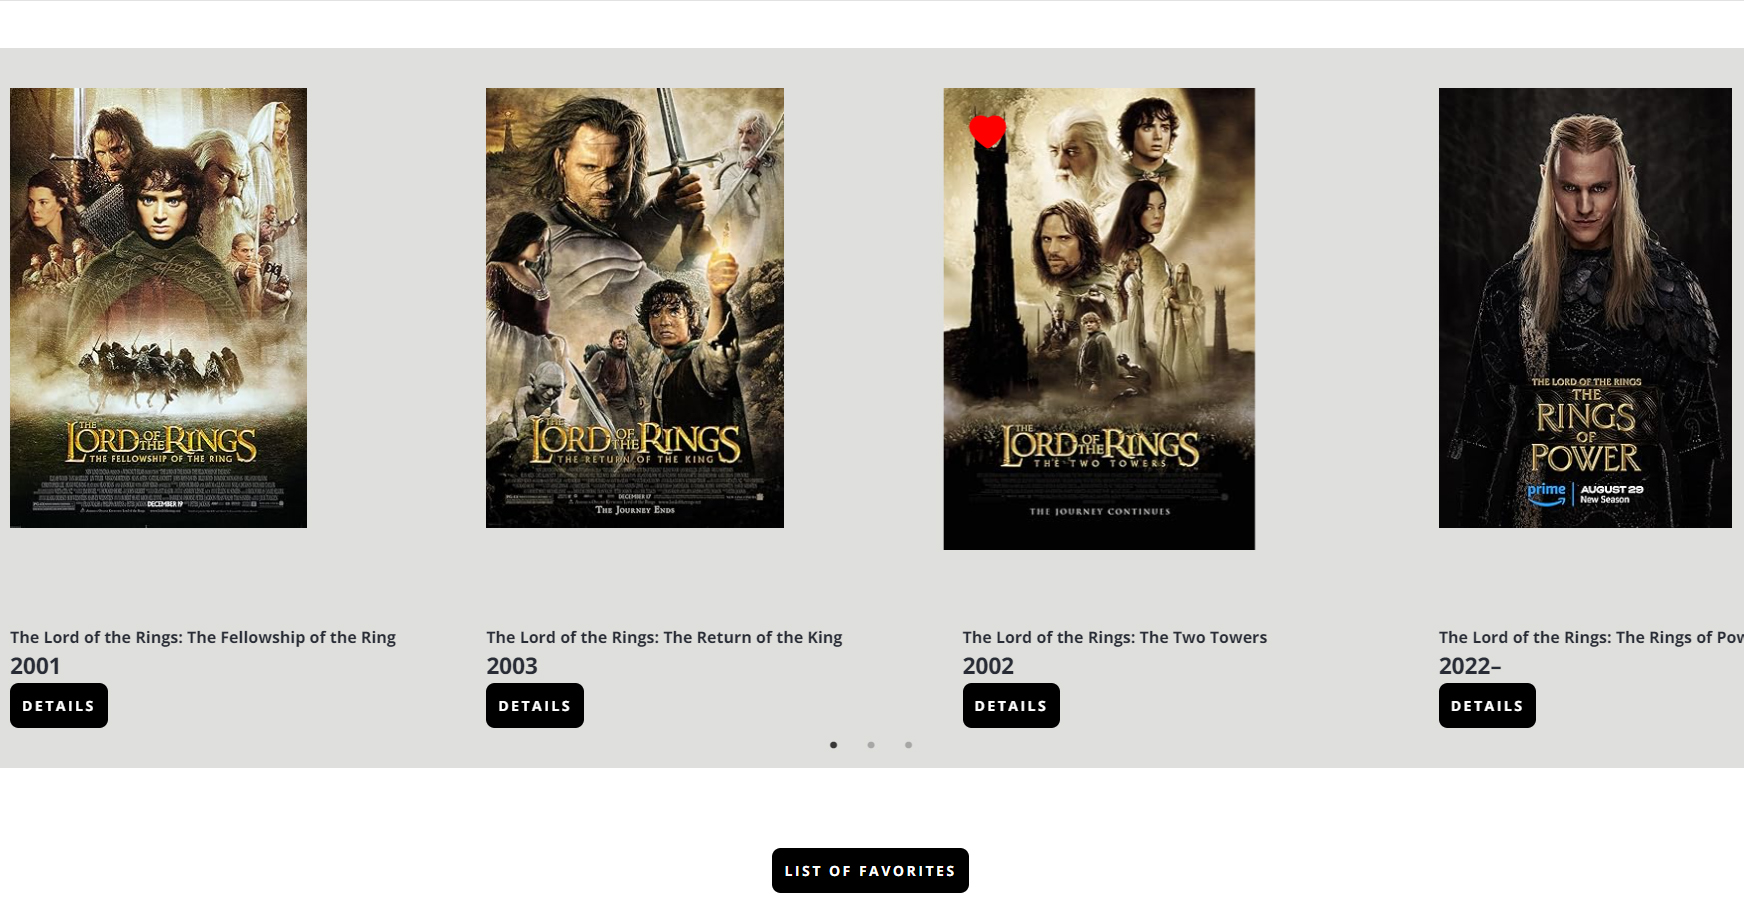 THE
LORD OF THE RINGS
THE FELLOWSHIP OF THE RING
DECEMBER 19
THE
LORD OF THE RINGS
THE RETURN OF THE KING
DECEMBER 17
THE JOURNEY ENDS
THE
LORD OF THE RINGS
THE TWO TOWERS
THE JOURNEY CONTINUES
THE LORD OF THE RINGS
THE
RINGS
OF
POWER
prime
AUGUST 29
New Season
The Lord of the Rings: The Fellowship of the Ring
2001
DETAILS
The Lord of the Rings: The Return of the King
2003
DETAILS
The Lord of the Rings: The Two Towers
2002
DETAILS
The Lord of the Rings: The Rings of Pow
2022–
DETAILS
LIST OF FAVORITES